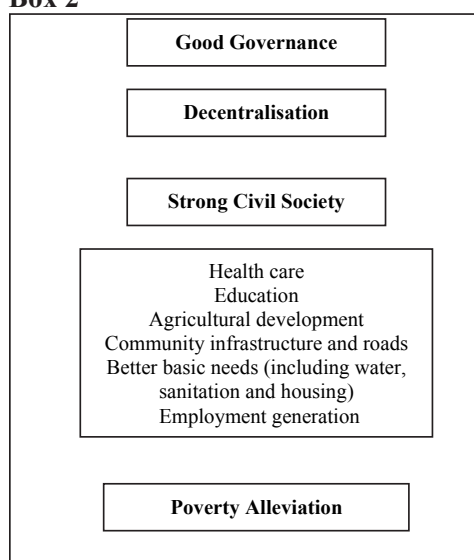 Box 2
Good Governance
Decentralisation
Strong Civil Society
Health care
Education
Agricultural development
Community infrastructure and roads
Better basic needs (including water,
sanitation and housing)
Employment generation
Poverty Alleviation